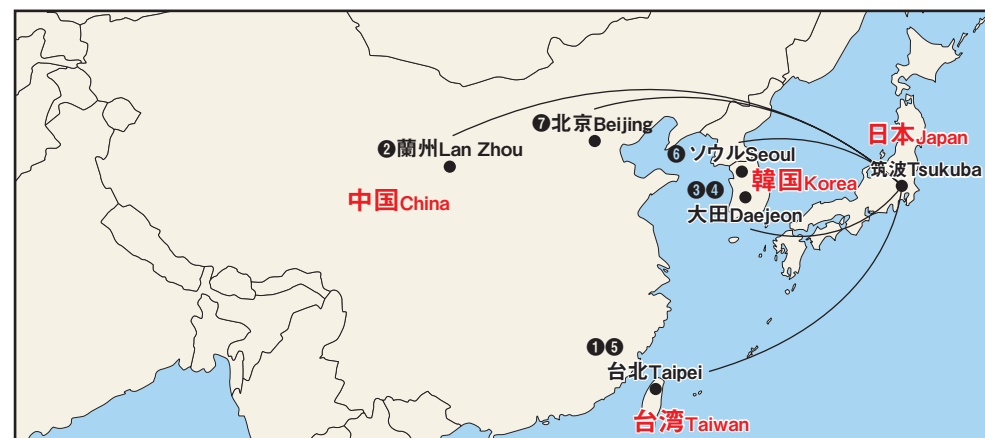 ❼北京Beijing
❷蘭州Lan Zhou
中国China
日本Japan
❻ソウルSeoul
筑波Tsukuba
韓国Korea
❸❹
大田Daejeon
❶❺
台北Taipei
台湾Taiwan